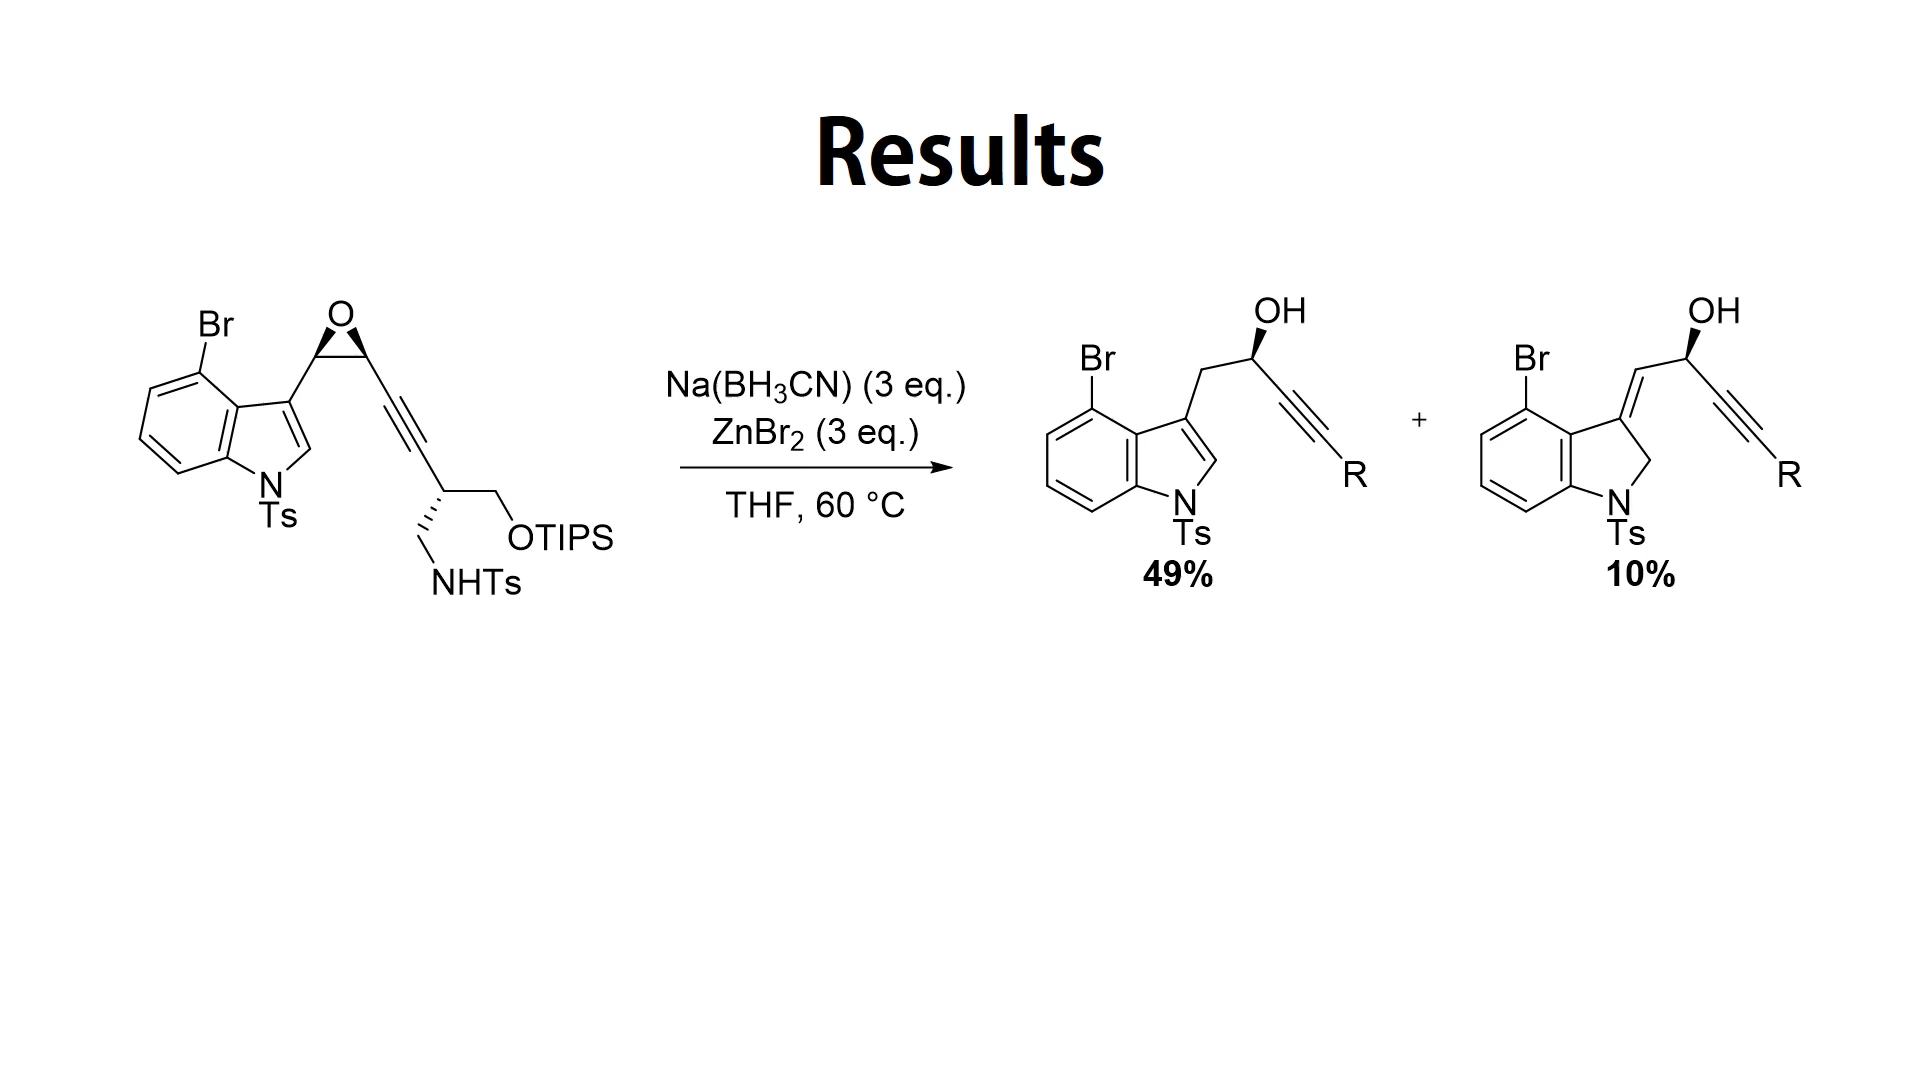 Results
Br
O
N
Ts
OTIPS
NHTs
Na(BH₃CN) (3 eq.)
ZnBr₂ (3 eq.)
THF, 60 °C
OH
Br
R
N
Ts
49%
+
OH
Br
R
N
Ts
10%